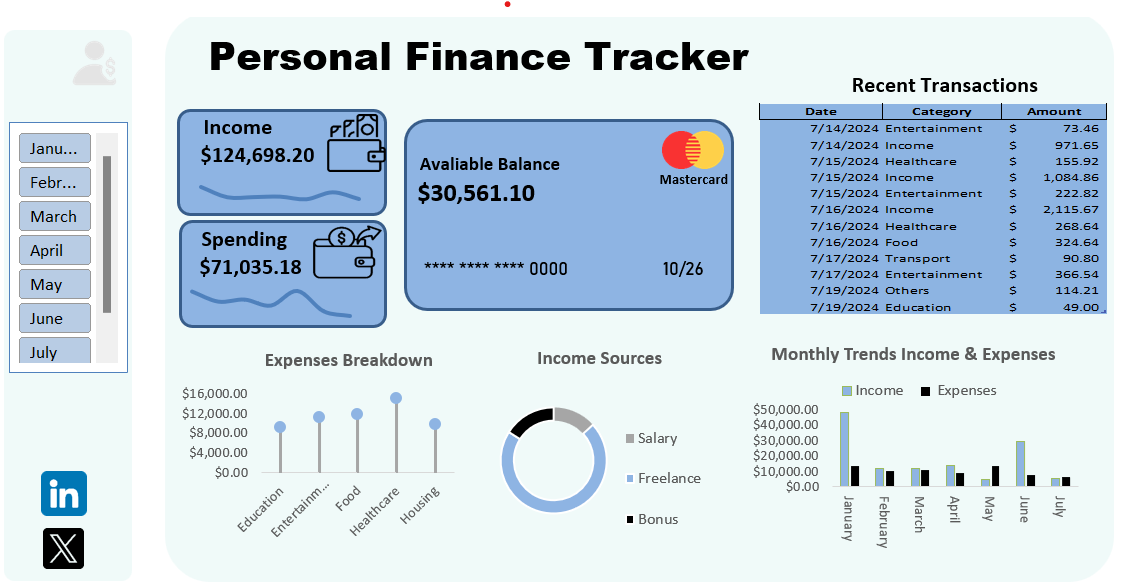 Personal Finance Tracker
Janu...
Febr...
March
April
May
June
July
Income
$124,698.20
Spending
$71,035.18
Avaliable Balance
$30,561.10
Mastercard
**** **** **** 0000 10/26
Recent Transactions
Date Category Amount
7/14/2024 Entertainment $ 73.46
7/14/2024 Income $ 971.65
7/15/2024 Healthcare $ 155.92
7/15/2024 Income $ 1,084.86
7/15/2024 Entertainment $ 222.82
7/16/2024 Income $ 2,115.67
7/16/2024 Healthcare $ 268.64
7/16/2024 Food $ 324.64
7/17/2024 Transport $ 90.80
7/17/2024 Entertainment $ 366.54
7/19/2024 Others $ 114.21
7/19/2024 Education $ 49.00
Expenses Breakdown
$16,000.00
$12,000.00
$8,000.00
$4,000.00
$0.00
Education
Entertainm...
Food
Healthcare
Housing
Income Sources
Salary
Freelance
Bonus
Monthly Trends Income & Expenses
Income Expenses
$50,000.00
$40,000.00
$30,000.00
$20,000.00
$10,000.00
$0.00
January
February
March
April
May
June
July
in
X